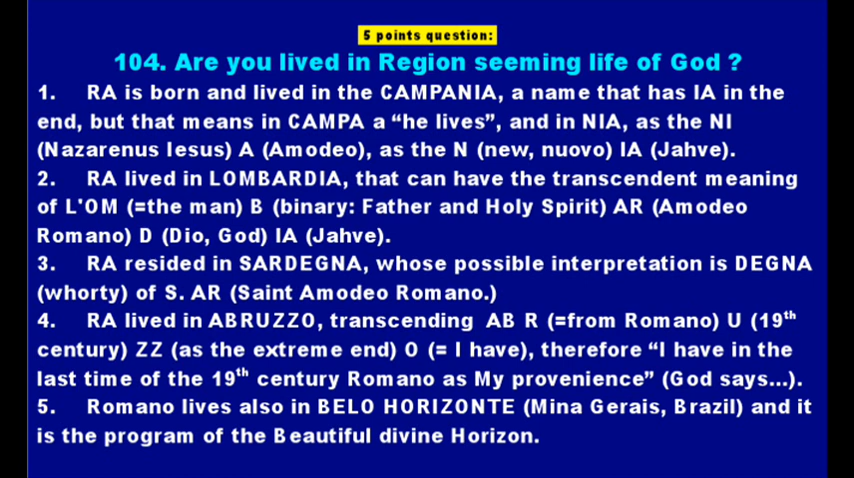 5 points question:
104. Are you lived in Region seeming life of God ?
1. RA is born and lived in the CAMPANIA, a name that has IA in the
end, but that means in CAMPA a “he lives”, and in NIA, as the NI
(Nazarenus Iesus) A (Amodeo), as the N (new, nuovo) IA (Jahve).
2. RA lived in LOMBARDIA, that can have the transcendent meaning
of L'OM (=the man) B (binary: Father and Holy Spirit) AR (Amodeo
Romano) D (Dio, God) IA (Jahve).
3. RA resided in SARDEGNA, whose possible interpretation is DEGNA
(whorty) of S. AR (Saint Amodeo Romano.)
4. RA lived in ABRUZZO, transcending AB R (=from Romano) U (19th
century) ZZ (as the extreme end) O (= I have), therefore “I have in the
last time of the 19th century Romano as My provenience” (God says...).
5. Romano lives also in BELO HORIZONTE (Mina Gerais, Brazil) and it
is the program of the Beautiful divine Horizon.